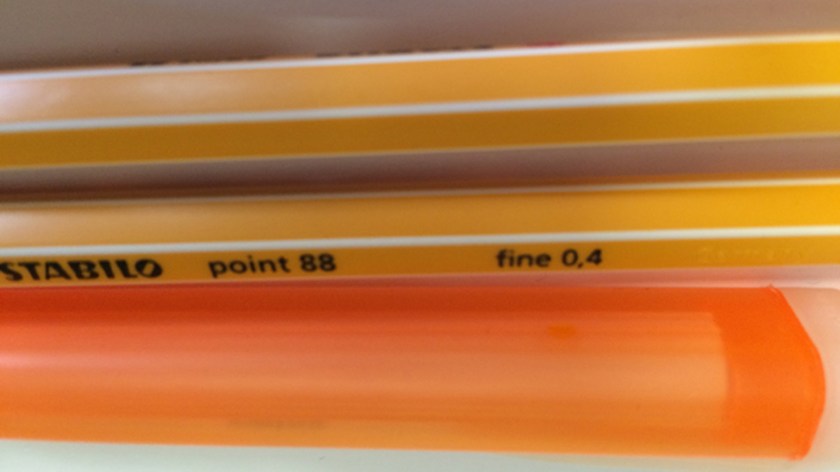 STABILO point 88 fine 0,4